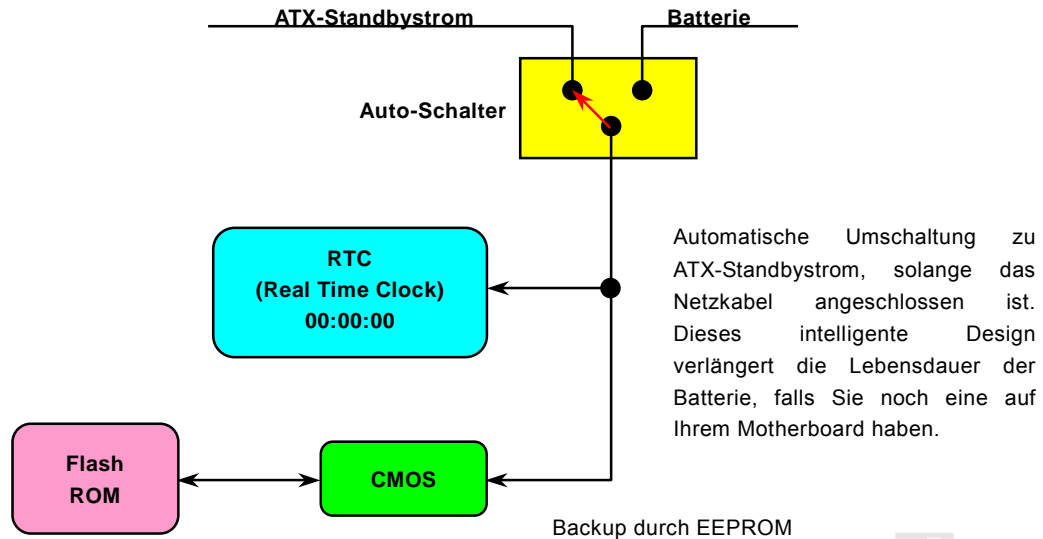 ATX-Standbystrom
Batterie
Auto-Schalter
RTC
(Real Time Clock)
00:00:00
Automatische Umschaltung zu
ATX-Standbystrom, solange das
Netzkabel angeschlossen ist.
Dieses intelligente Design
verlängert die Lebensdauer der
Batterie, falls Sie noch eine auf
Ihrem Motherboard haben.
Flash
ROM
CMOS
Backup durch EEPROM